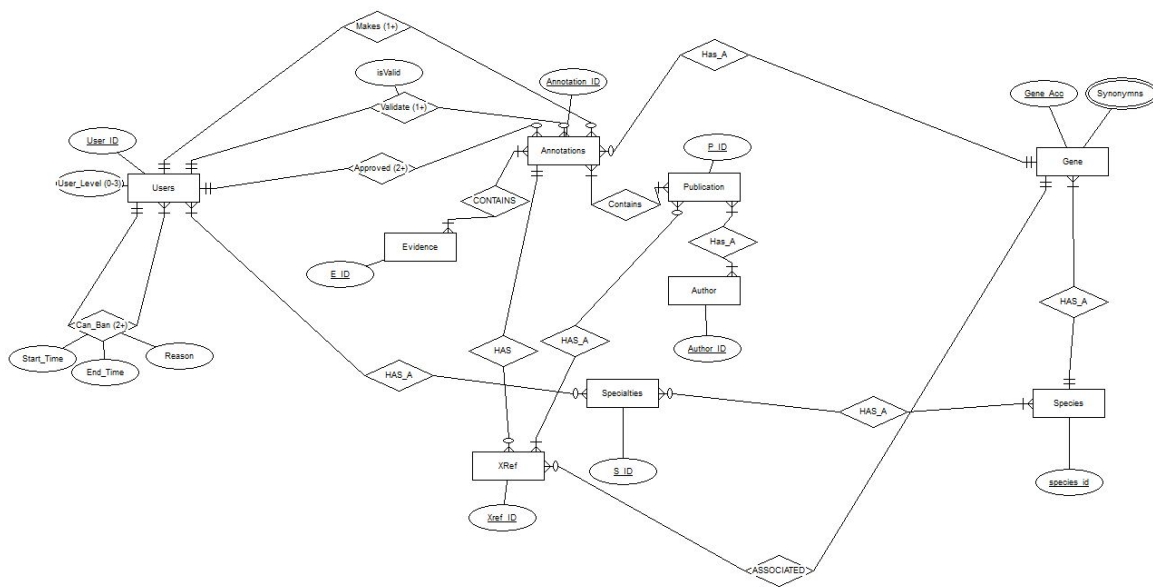 Makes (1+)
Has_A
isValid
Annotation_ID
Gene_Acc
Synonymns
Validate (1+)
User_ID
Annotations
P_ID
Gene
Approved (2+)
User_Level (0-3)
Users
Publication
CONTAINS
Contains
Evidence
Has_A
E_ID
Author
HAS_A
Can_Ban (2+)
Start_Time
Reason
End_Time
HAS
HAS_A
Author_ID
HAS_A
Specialties
HAS_A
Species
XRef
S_ID
species_id
Xref_ID
ASSOCIATED